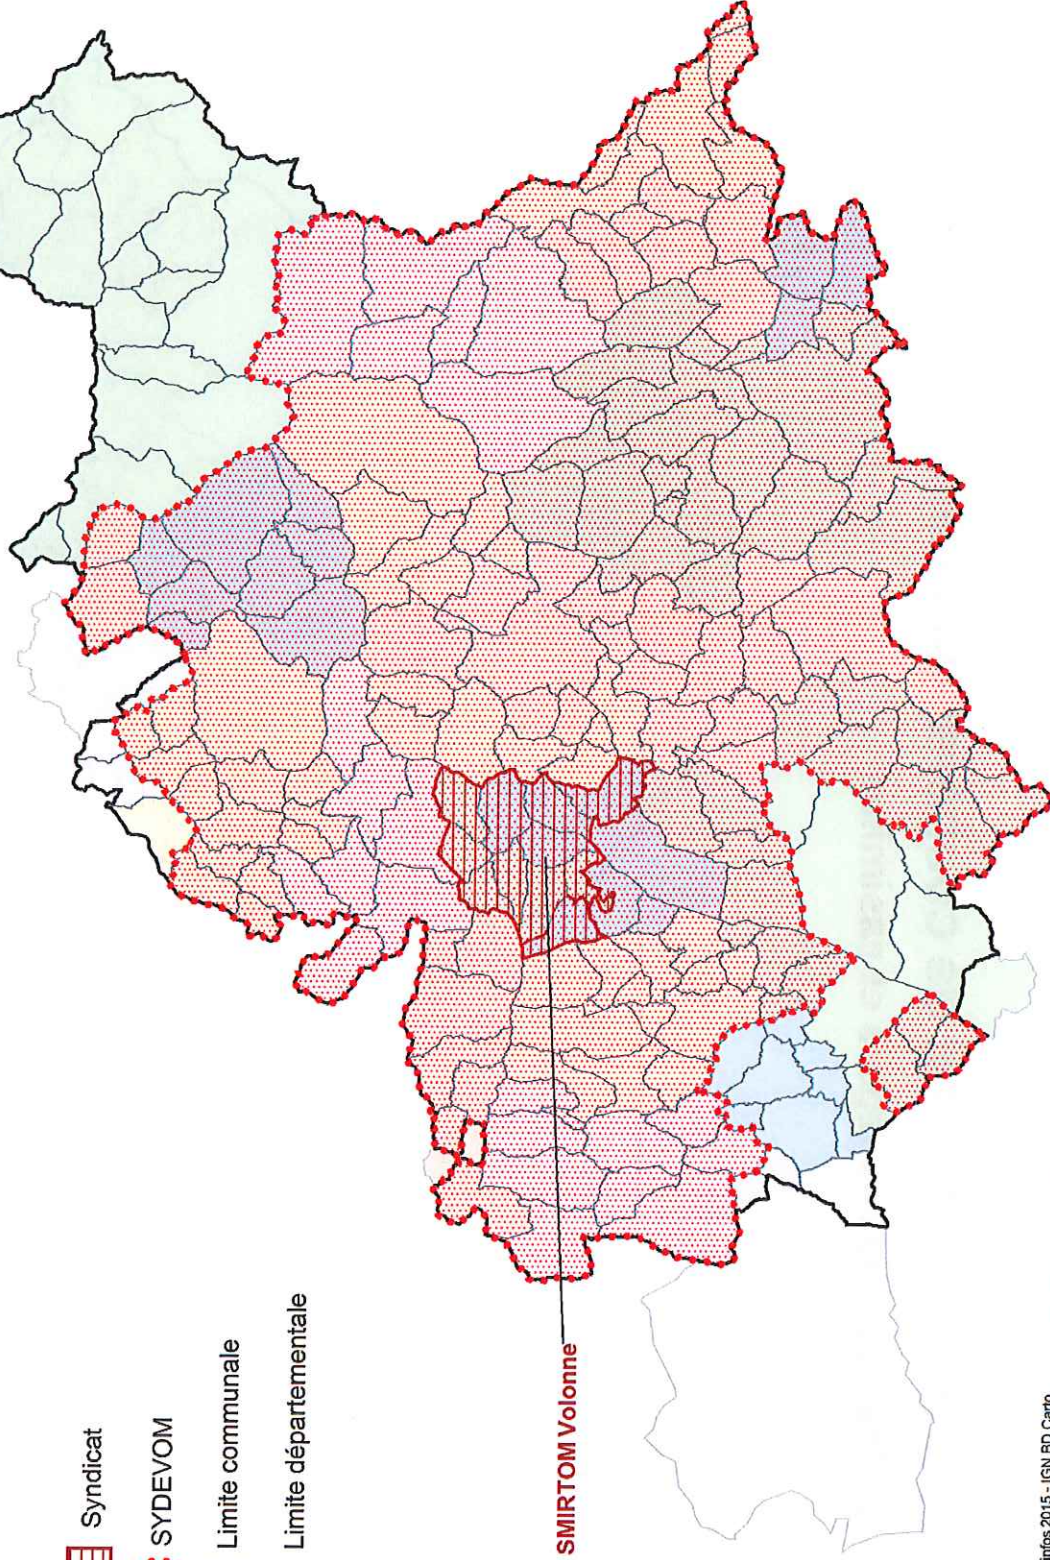 Syndicat
SYDEVOM
Limite communale
Limite départementale
SMIRTOM Volonne
infos 2015 - IGN BD Carto